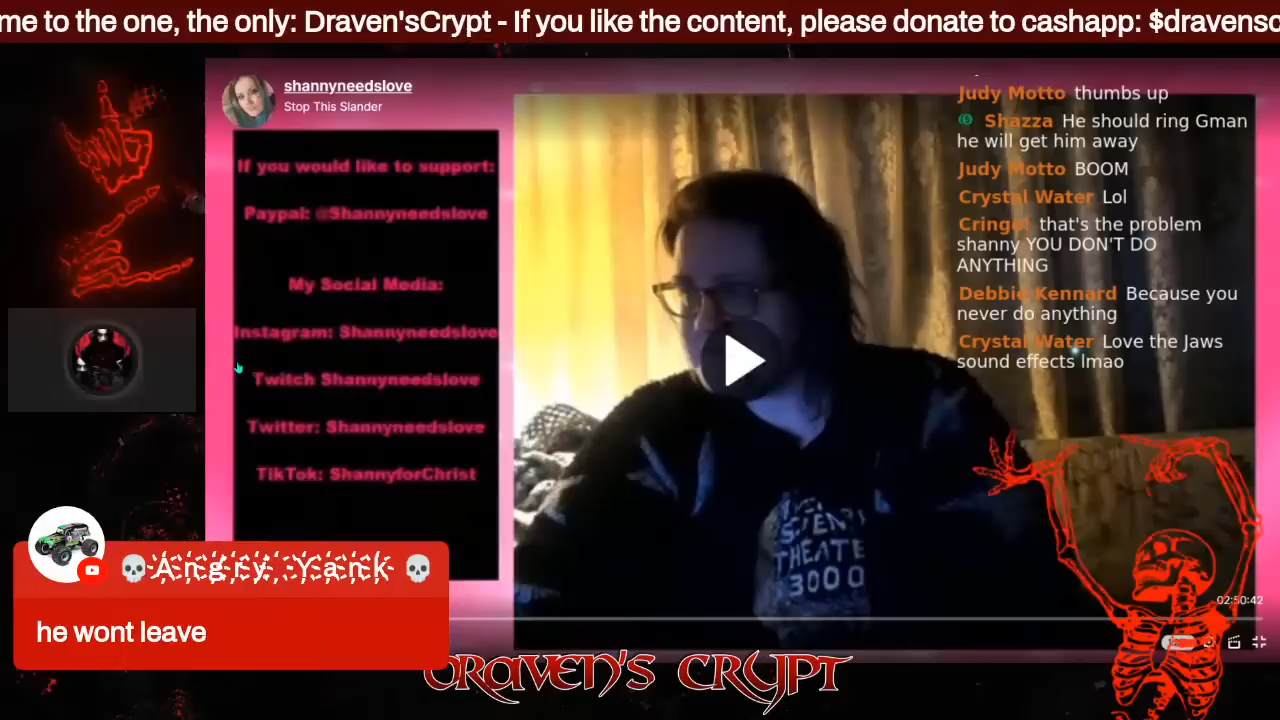 me to the one, the only: Draven'sCrypt - If you like the content, please donate to cashapp: $dravensc
shannyneedslove
Stop This Slander
If you would like to support:
Paypal: @Shannyneedslove
My Social Media:
Instagram: Shannyneedslove
Twitch Shannyneedslove
Twitter: Shannyneedslove
TikTok: ShannyforChrist
Judy Motto thumbs up
Shazza He should ring Gman
he will get him away
Judy Motto BOOM
Crystal Water Lol
Cringe! that's the problem
shanny YOU DON'T DO
ANYTHING
Debbie Kennard Because you
never do anything
Crystal Water Love the Jaws
sound effects lmao
SCIENCE
THEATE
3000
02:50:42
💀 Angry Yank 💀
he wont leave
DRAVEN'S CRYPT